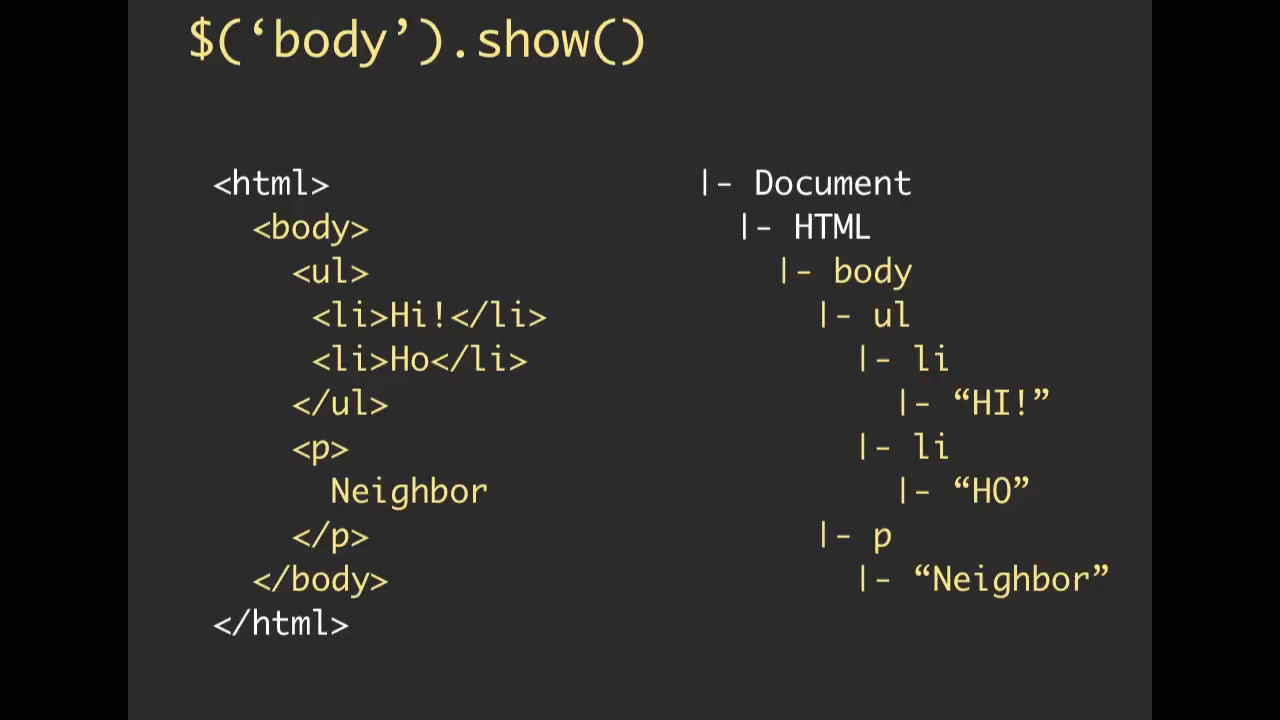 $(‘body’).show()
<html>
<body>
<ul>
<li>Hi!</li>
<li>Ho</li>
</ul>
<p>
Neighbor
</p>
</body>
</html>
|- Document
|- HTML
|- body
|- ul
|- li
|- “HI!”
|- li
|- “HO”
|- p
|- “Neighbor”